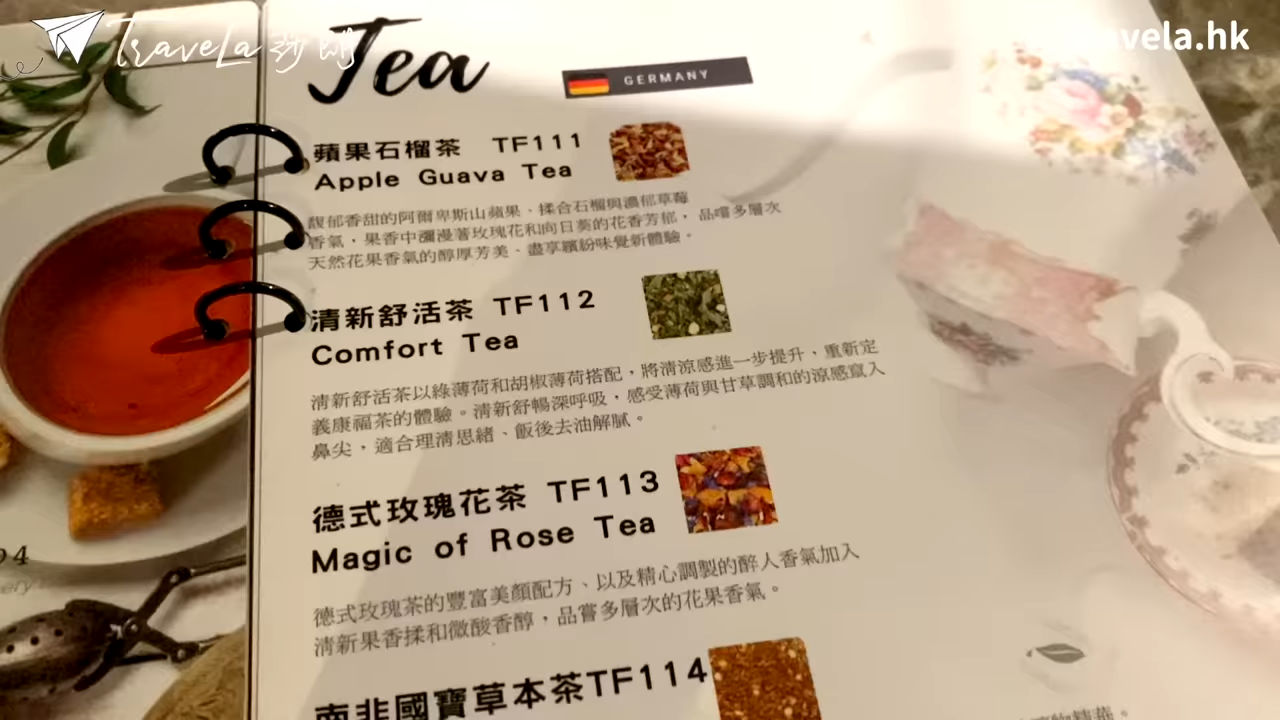 Travela
vela.hk
Tea
GERMANY
蘋果石榴茶 TF111
Apple Guava Tea
馥郁香甜的阿爾卑斯山蘋果、揉合石榴與濃郁草莓
香氣，果香中瀰漫著玫瑰花和向日葵的花香芳郁，品嚐多層次
天然花果香氣的醇厚芳美、盡享繽紛味覺新體驗。
清新舒活茶 TF112
Comfort Tea
清新舒活茶以綠薄荷和胡椒薄荷搭配，將清涼感進一步提升，重新定
義康福茶的體驗。清新舒暢深呼吸，感受薄荷與甘草調和的涼感竄入
鼻尖，適合理清思緒、飯後去油解膩。
德式玫瑰花茶 TF113
Magic of Rose Tea
德式玫瑰茶的豐富美顏配方、以及精心調製的醉人香氣加入
清新果香揉和微酸香醇，品嘗多層次的花果香氣。
南非國寶草本茶TF114
94